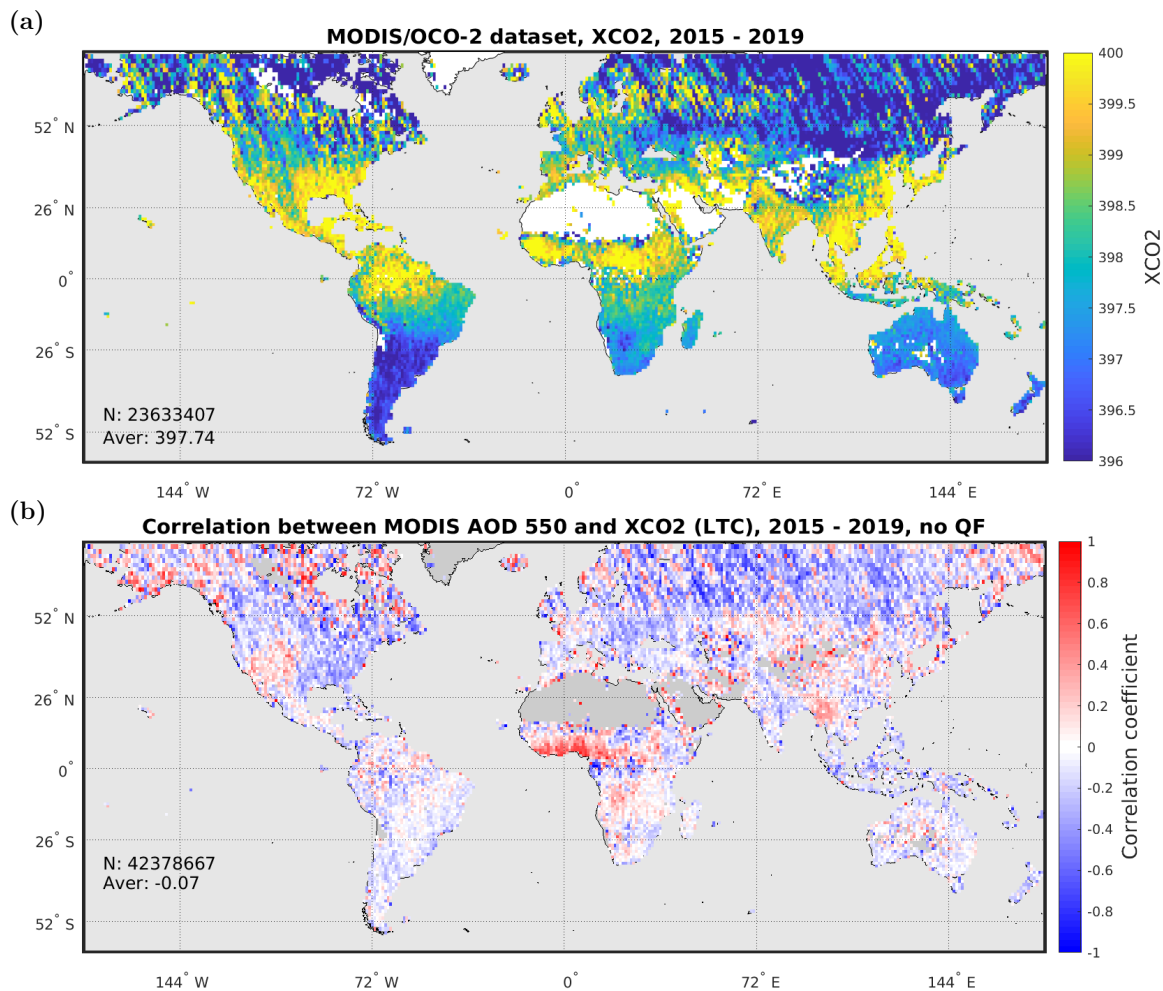 (a)
MODIS/OCO-2 dataset, XCO2, 2015 - 2019
52° N
26° N
0°
26° S
52° S
N: 23633407
Aver: 397.74
144° W
72° W
0°
72° E
144° E
400
399.5
399
398.5
398
397.5
397
396.5
396
XCO2
(b)
Correlation between MODIS AOD 550 and XCO2 (LTC), 2015 - 2019, no QF
52° N
26° N
0°
26° S
52° S
N: 42378667
Aver: -0.07
144° W
72° W
0°
72° E
144° E
1
0.8
0.6
0.4
0.2
0
-0.2
-0.4
-0.6
-0.8
-1
Correlation coefficient